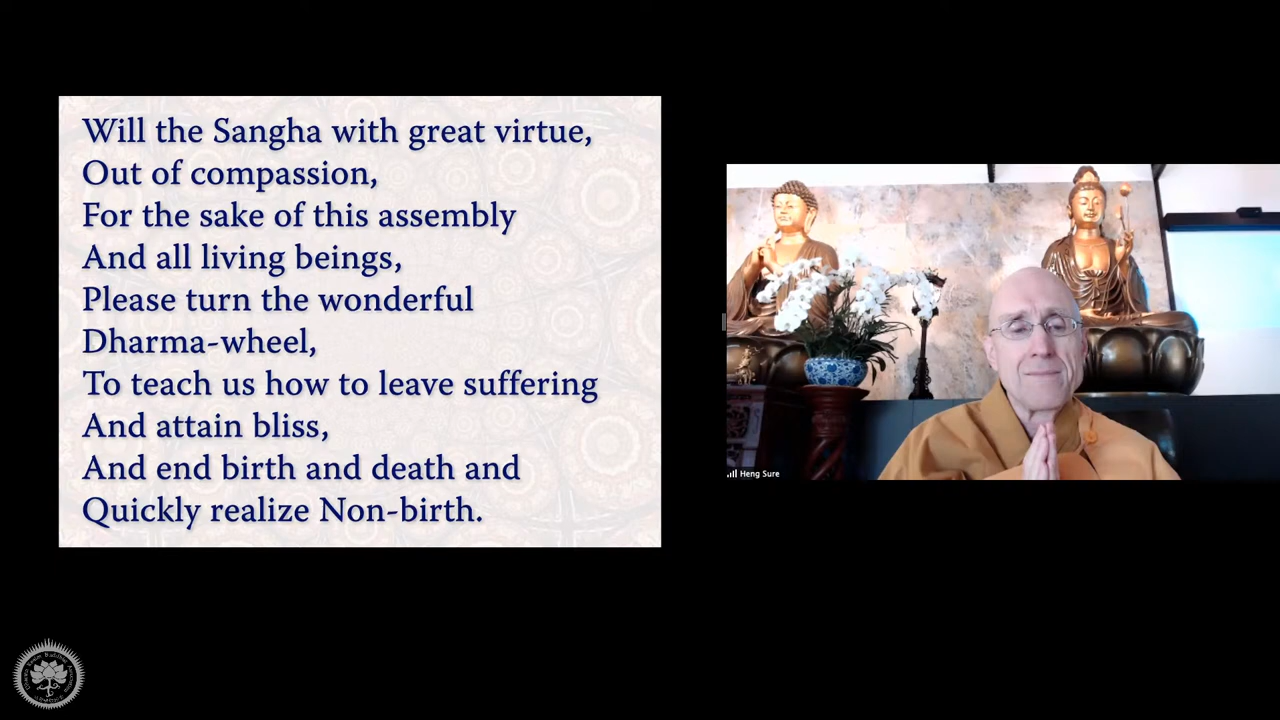 Will the Sangha with great virtue,
Out of compassion,
For the sake of this assembly
And all living beings,
Please turn the wonderful
Dharma-wheel,
To teach us how to leave suffering
And attain bliss,
And end birth and death and
Quickly realize Non-birth.
Heng Sure